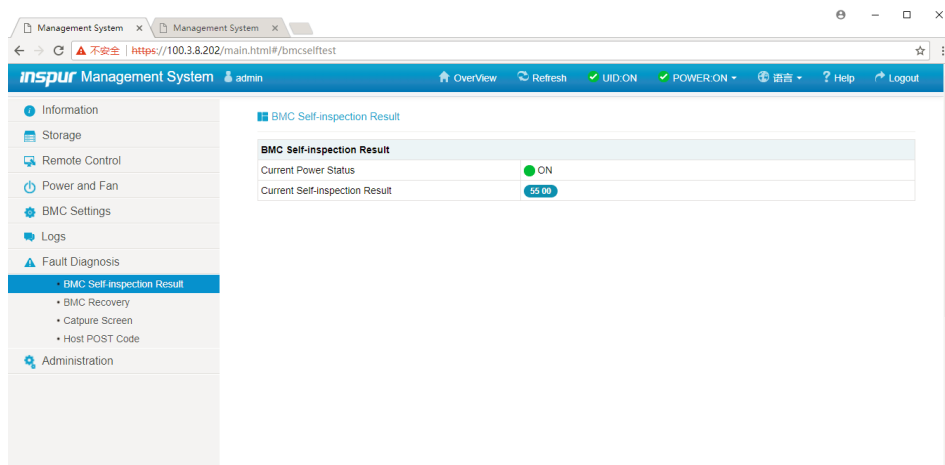 Management System
Management System
不安全 | https://100.3.8.202/main.html#/bmcselftest
inspur Management System admin OverView Refresh UID:ON POWER:ON 语言 Help Logout
Information
Storage
Remote Control
Power and Fan
BMC Settings
Logs
Fault Diagnosis
• BMC Self-inspection Result
• BMC Recovery
• Catpure Screen
• Host POST Code
Administration
BMC Self-inspection Result
BMC Self-inspection Result
Current Power Status ON
Current Self-inspection Result 55 00